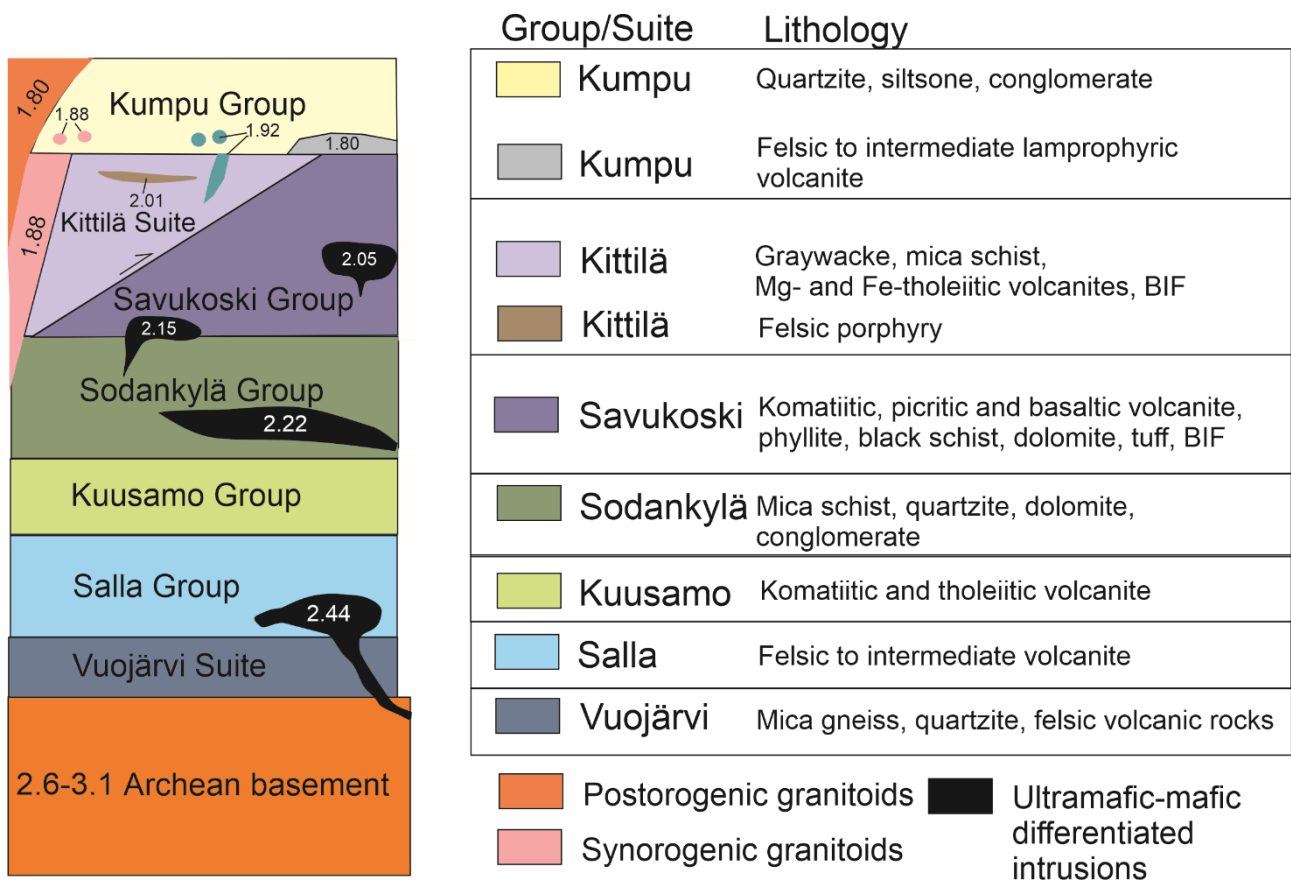 Kumpu Group
1.80
1.88
1.92
1.80
2.01
Kittilä Suite
1.88
2.05
Savukoski Group
2.15
Sodankylä Group
2.22
Kuusamo Group
Salla Group
2.44
Vuojärvi Suite
2.6-3.1 Archean basement
Group/Suite Lithology
Kumpu Quartzite, siltsone, conglomerate
Kumpu Felsic to intermediate lamprophyric
volcanite
Kittilä Graywacke, mica schist,
Mg- and Fe-tholeiitic volcanites, BIF
Kittilä Felsic porphyry
Savukoski Komatiitic, picritic and basaltic volcanite,
phyllite, black schist, dolomite, tuff, BIF
Sodankylä Mica schist, quartzite, dolomite,
conglomerate
Kuusamo Komatiitic and tholeiitic volcanite
Salla Felsic to intermediate volcanite
Vuojärvi Mica gneiss, quartzite, felsic volcanic rocks
Postorogenic granitoids
Synorogenic granitoids
Ultramafic-mafic
differentiated
intrusions